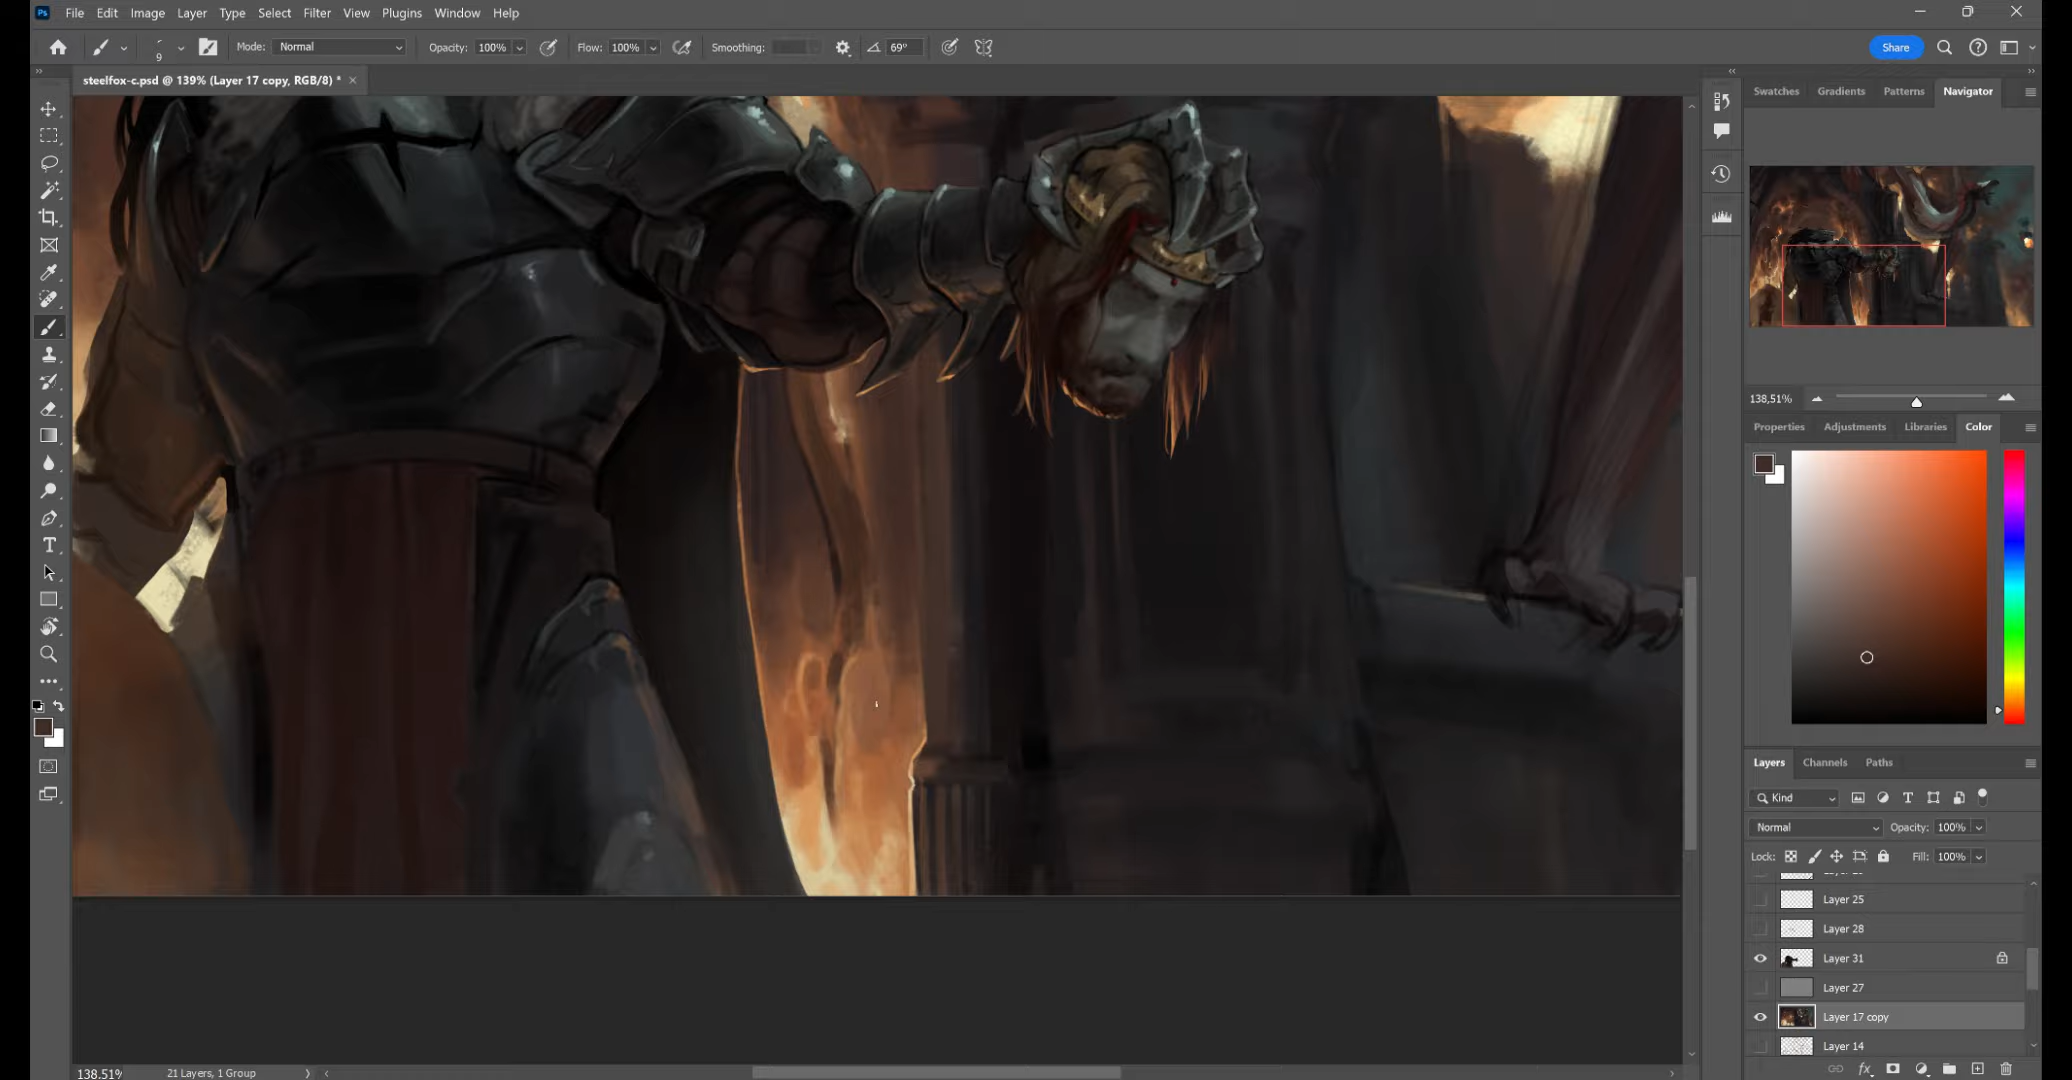 Ps File Edit Image Layer Type Select Filter View Plugins Window Help
9 Mode: Normal Opacity: 100% Flow: 100% Smoothing: 69° Share
steelfox-c.psd @ 139% (Layer 17 copy, RGB/8) *
Swatches Gradients Patterns Navigator
138,51%
Properties Adjustments Libraries Color
Layers Channels Paths
Kind
Normal Opacity: 100%
Lock: Fill: 100%
Layer 25
Layer 28
Layer 31
Layer 27
Layer 17 copy
Layer 14
138.51% 21 Layers, 1 Group